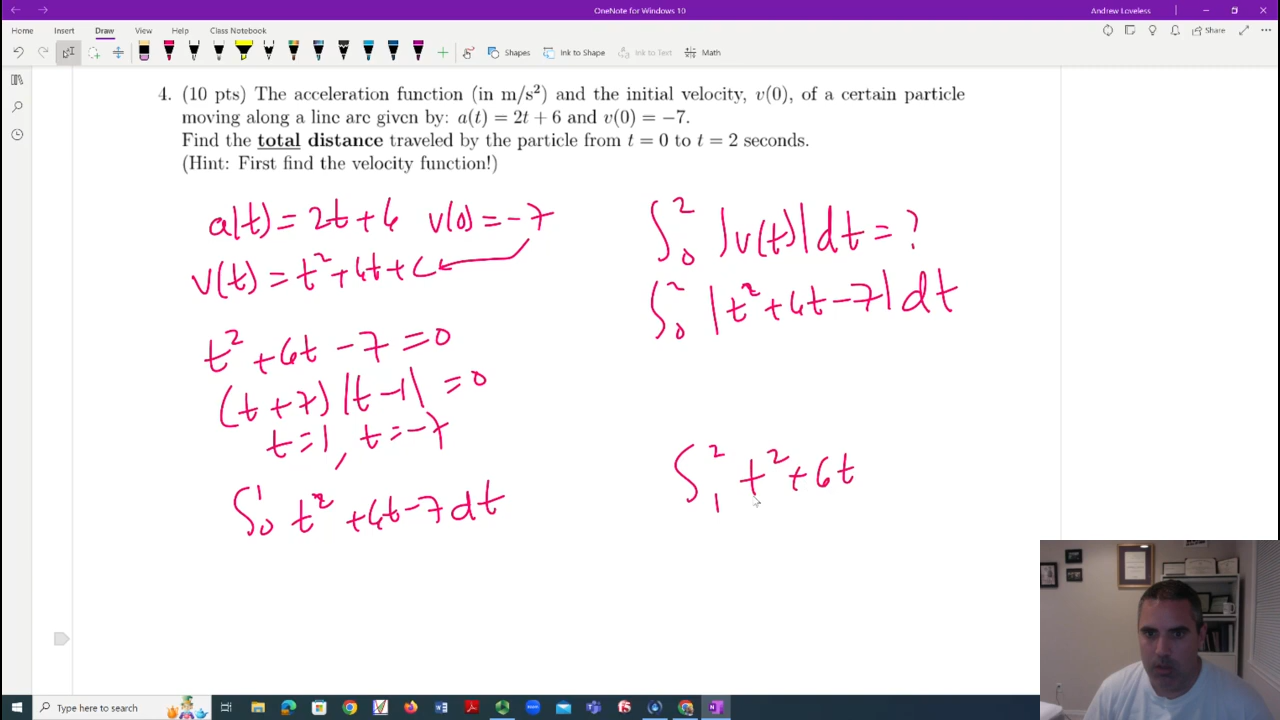 OneNote for Windows 10
Andrew Loveless
Home Insert Draw View Help Class Notebook
Share
Shapes Ink to Shape Ink to Text Math
4. (10 pts) The acceleration function (in m/s²) and the initial velocity, v(0), of a certain particle
moving along a line are given by: a(t) = 2t + 6 and v(0) = −7.
Find the total distance traveled by the particle from t = 0 to t = 2 seconds.
(Hint: First find the velocity function!)
a(t) = 2t + 6 v(0) = -7
v(t) = t² + 6t + C
t² + 6t - 7 = 0
(t + 7)(t - 1) = 0
t = 1, t = -7
∫₀¹ t² + 6t - 7 dt
∫₀² |v(t)| dt = ?
∫₀² |t² + 6t - 7| dt
∫₁² t² + 6t
Type here to search